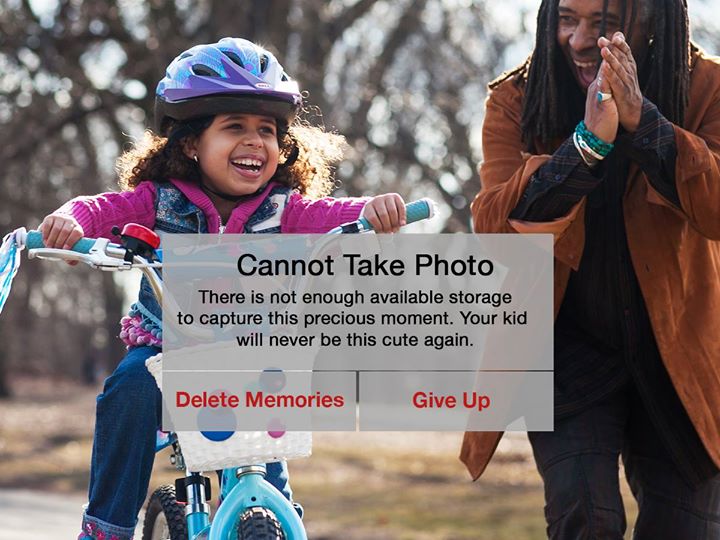 Cannot Take Photo
There is not enough available storage
to capture this precious moment. Your kid
will never be this cute again.
Delete Memories
Give Up